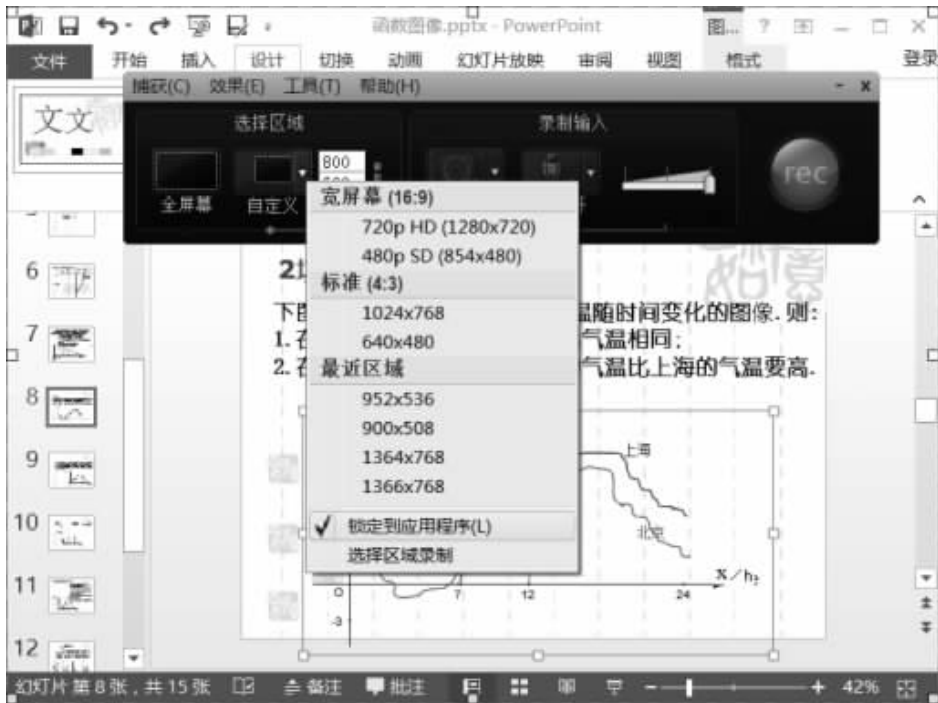 函数图像.pptx - PowerPoint
图... ?
文件 开始 插入 设计 切换 动画 幻灯片放映 审阅 视图 格式 登录
捕获(C) 效果(E) 工具(T) 帮助(H)
文文
选择区域 录制输入
800
全屏幕 自定义
rec
宽屏幕 (16:9)
720p HD (1280x720)
480p SD (854x480)
标准 (4:3)
1024x768
640x480
最近区域
952x536
900x508
1364x768
1366x768
锁定到应用程序(L)
选择区域录制
温随时间变化的图像.则:
1. 在
气温相同;
2. 在
气温比上海的气温要高.
上海
北京
X/h
O 7 12 24
-3
6
7
8
9
10
11
12
幻灯片 第 8 张，共 15 张 备注 批注 42%